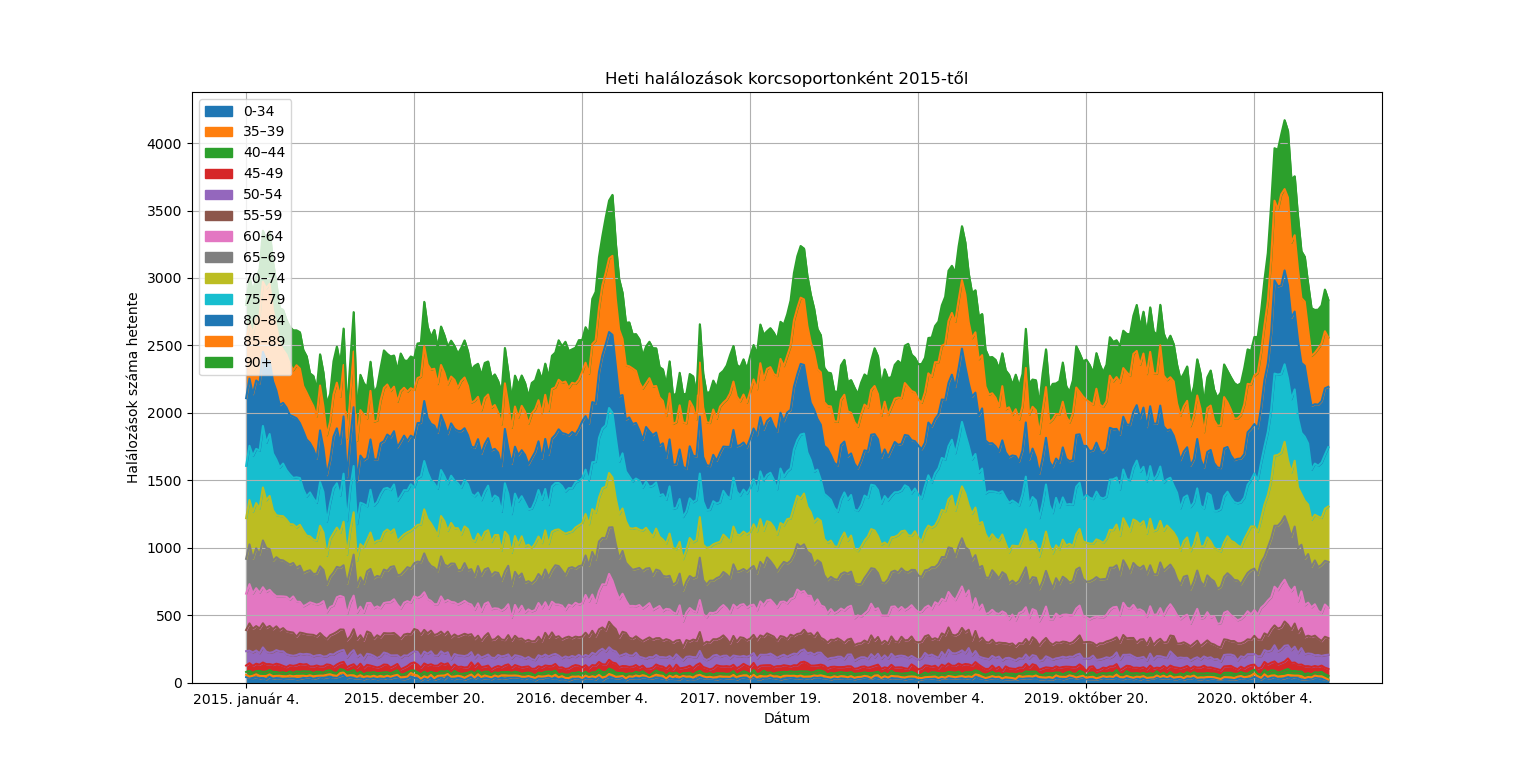 Heti halálozások korcsoportonként 2015-től
0-34
35–39
40–44
45-49
50-54
55-59
60-64
65–69
70–74
75–79
80–84
85–89
90+
Halálozások száma hetente
4000
3500
3000
2500
2000
1500
1000
500
0
2015. január 4.
2015. december 20.
2016. december 4.
2017. november 19.
2018. november 4.
2019. október 20.
2020. október 4.
Dátum